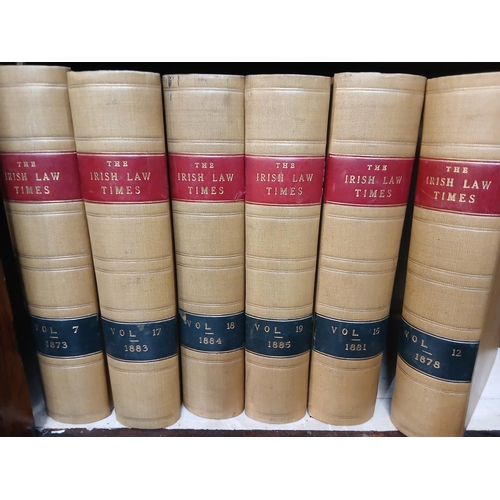 THE
IRISH LAW
TIMES
VOL 7
1873
THE
IRISH LAW
TIMES
VOL 17
1883
THE
IRISH LAW
TIMES
VOL 18
1884
THE
IRISH LAW
TIMES
VOL 19
1885
THE
IRISH LAW
TIMES
VOL 15
1881
THE
IRISH LAW
TIMES
VOL 12
1878